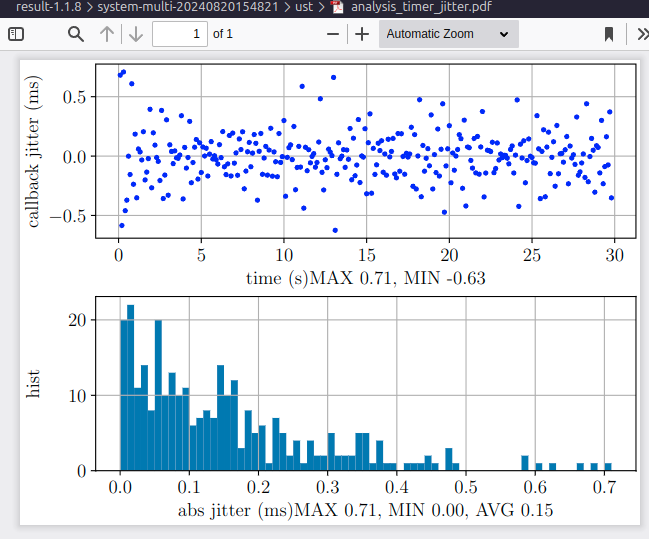 result-1.1.8 > system-multi-20240820154821 > ust > analysis_timer_jitter.pdf
1 of 1 Automatic Zoom
callback jitter (ms)
0.5
0.0
−0.5
0 5 10 15 20 25 30
time (s)MAX 0.71, MIN -0.63
hist
20
10
0
0.0 0.1 0.2 0.3 0.4 0.5 0.6 0.7
abs jitter (ms)MAX 0.71, MIN 0.00, AVG 0.15